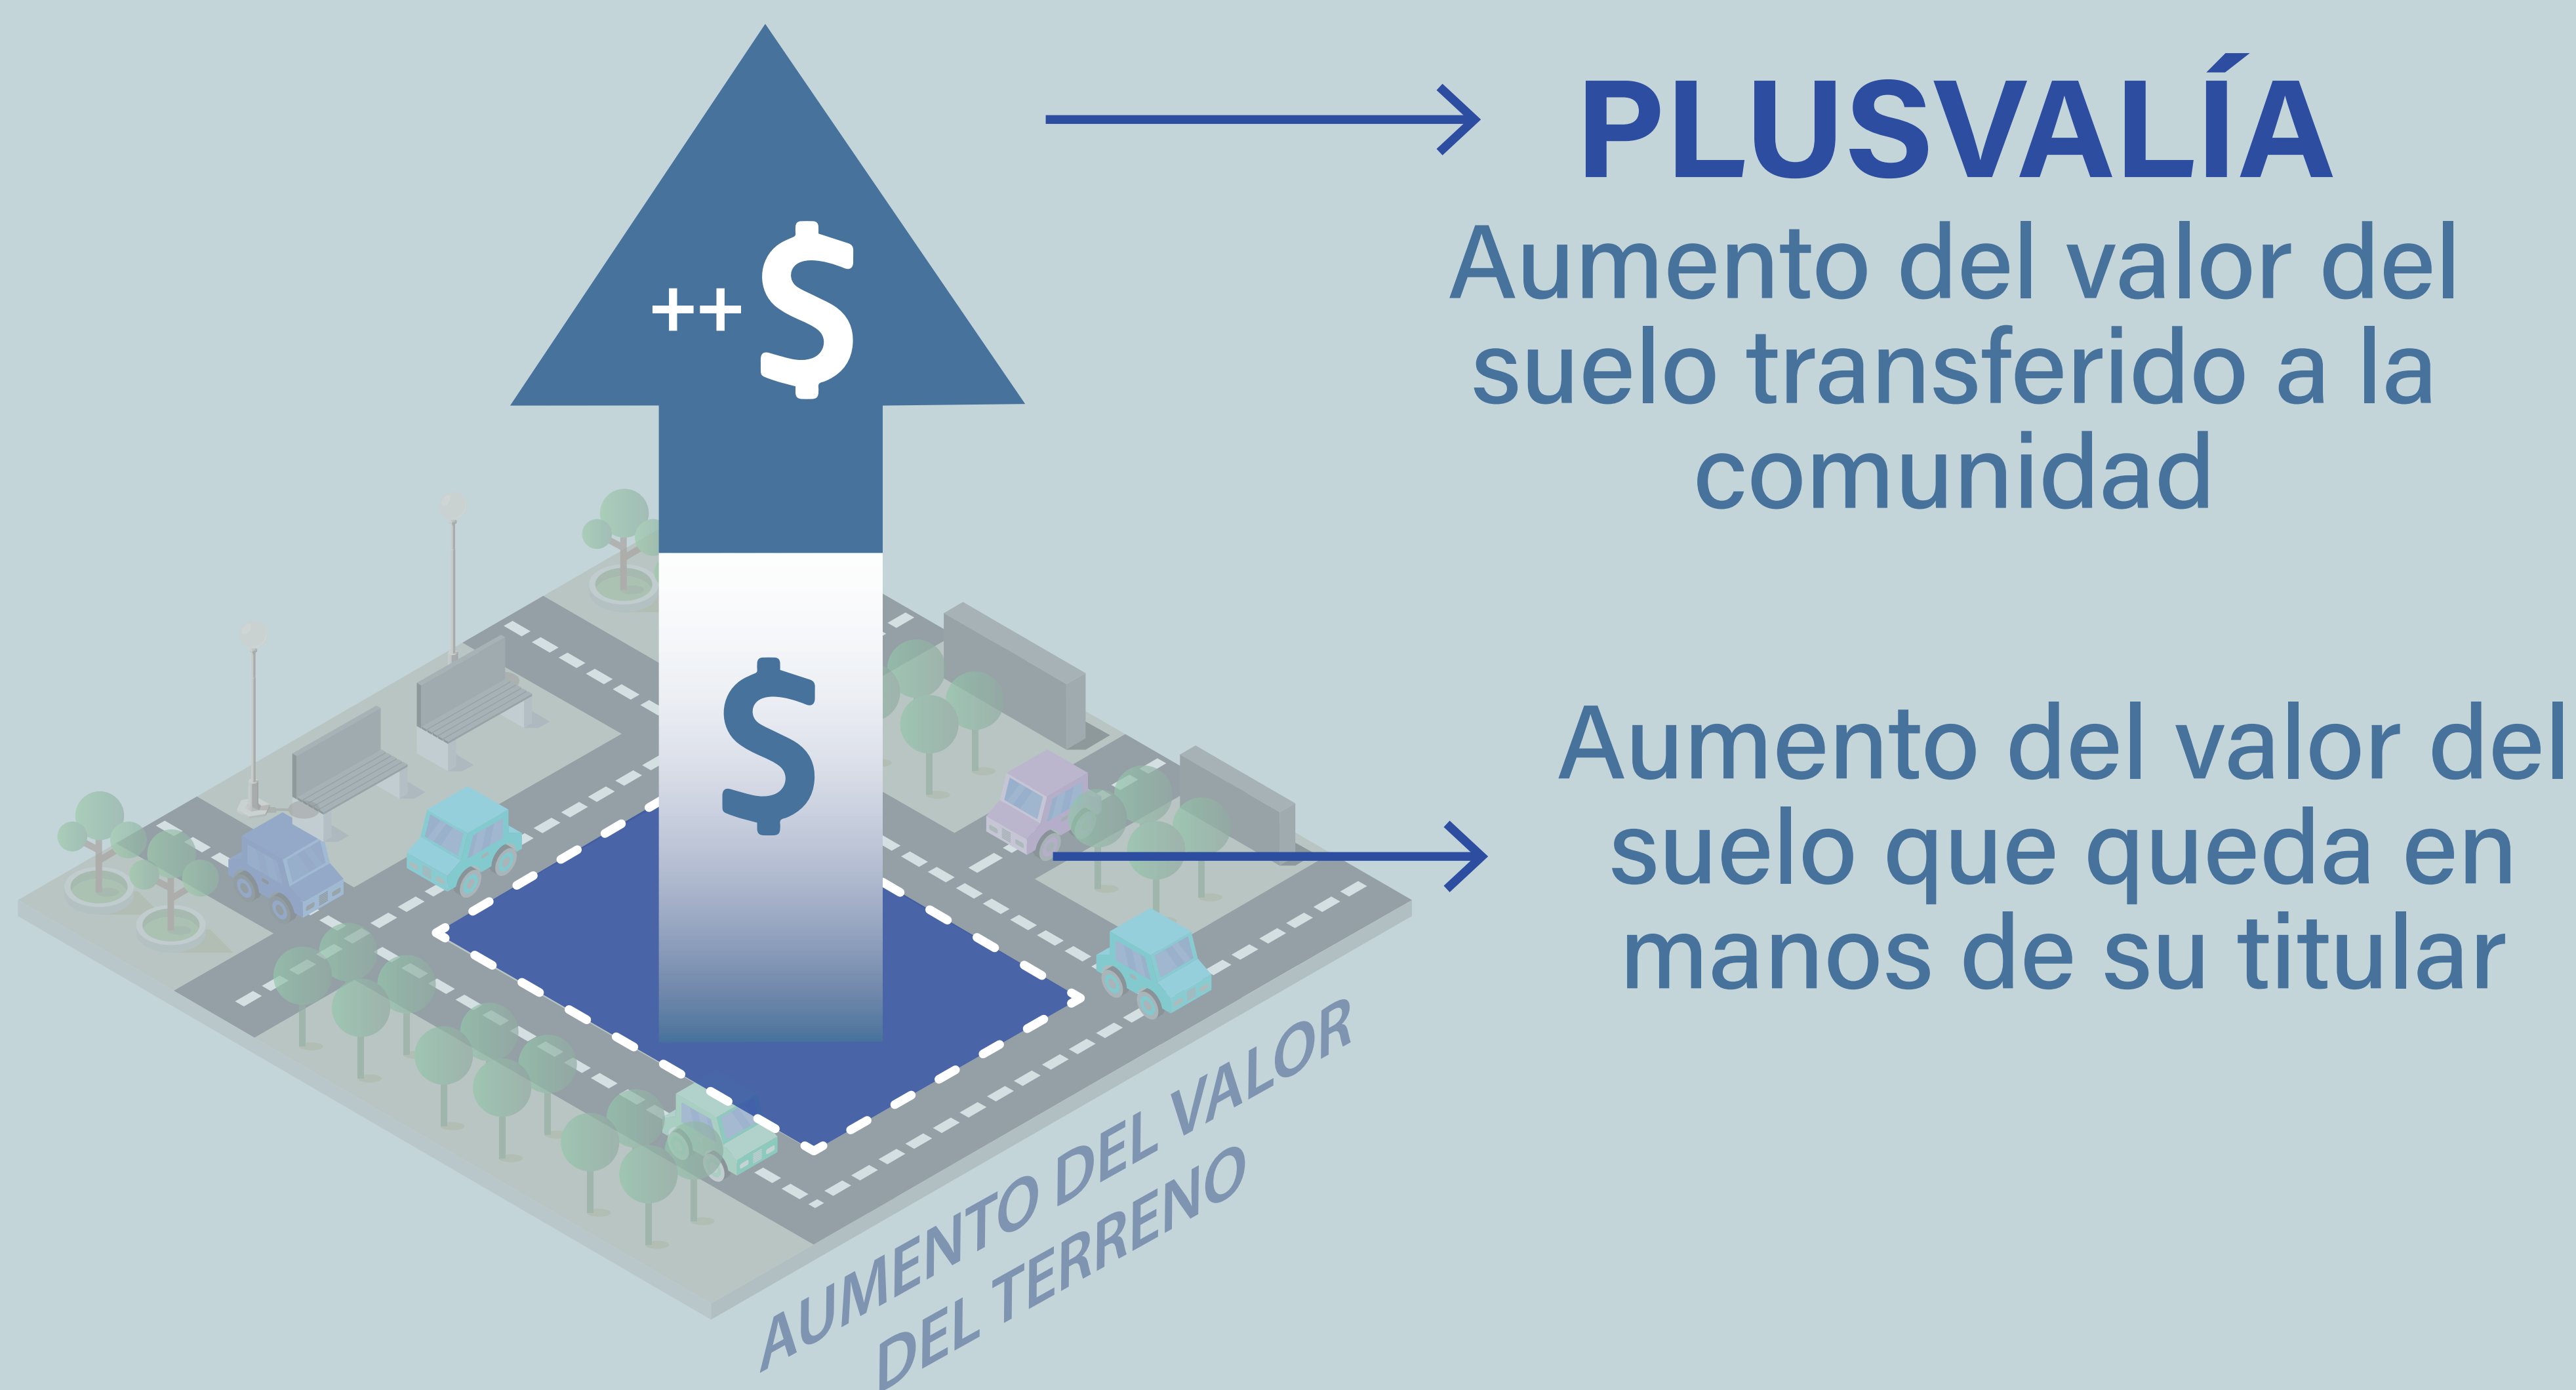 PLUSVALÍA
Aumento del valor del
suelo transferido a la
comunidad
++$
$
Aumento del valor del
suelo que queda en
manos de su titular
AUMENTO DEL VALOR
DEL TERRENO